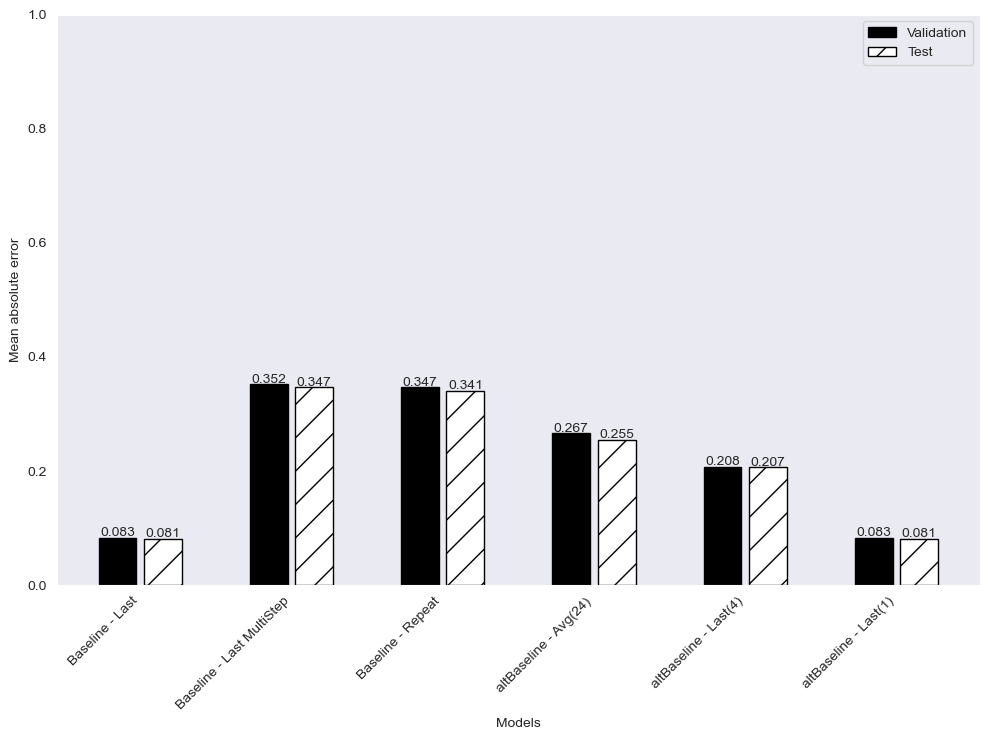 1.0
Validation
Test
0.8
0.6
Mean absolute error
0.4
0.352
0.347
0.347
0.341
0.267
0.255
0.208
0.207
0.2
0.083
0.081
0.083
0.081
0.0
Baseline - Last
Baseline - Last MultiStep
Baseline - Repeat
altBaseline - Avg(24)
altBaseline - Last(4)
altBaseline - Last(1)
Models